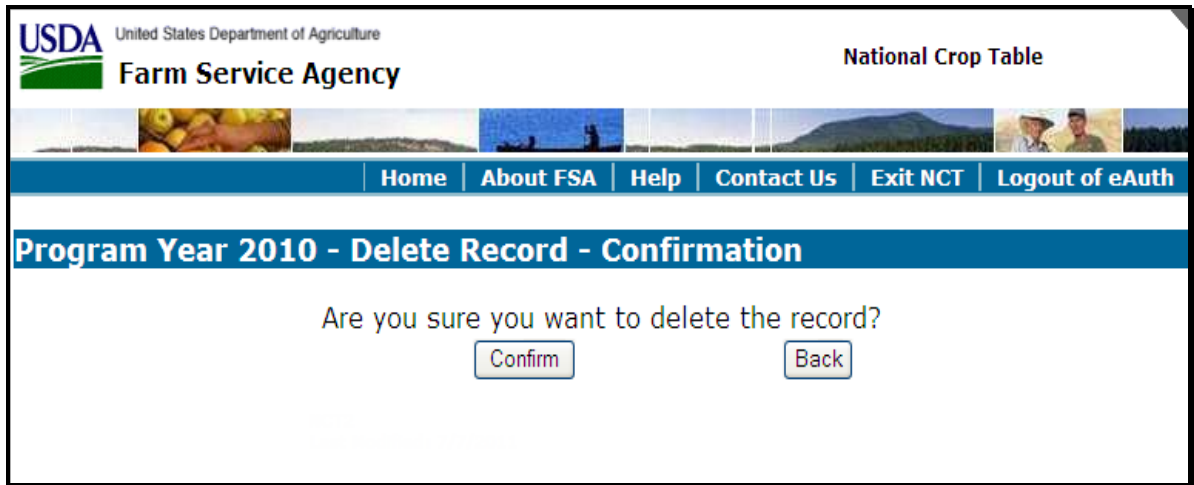 USDA
United States Department of Agriculture
Farm Service Agency
National Crop Table
Home | About FSA | Help | Contact Us | Exit NCT | Logout of eAuth
Program Year 2010 - Delete Record - Confirmation
Are you sure you want to delete the record?
Confirm Back